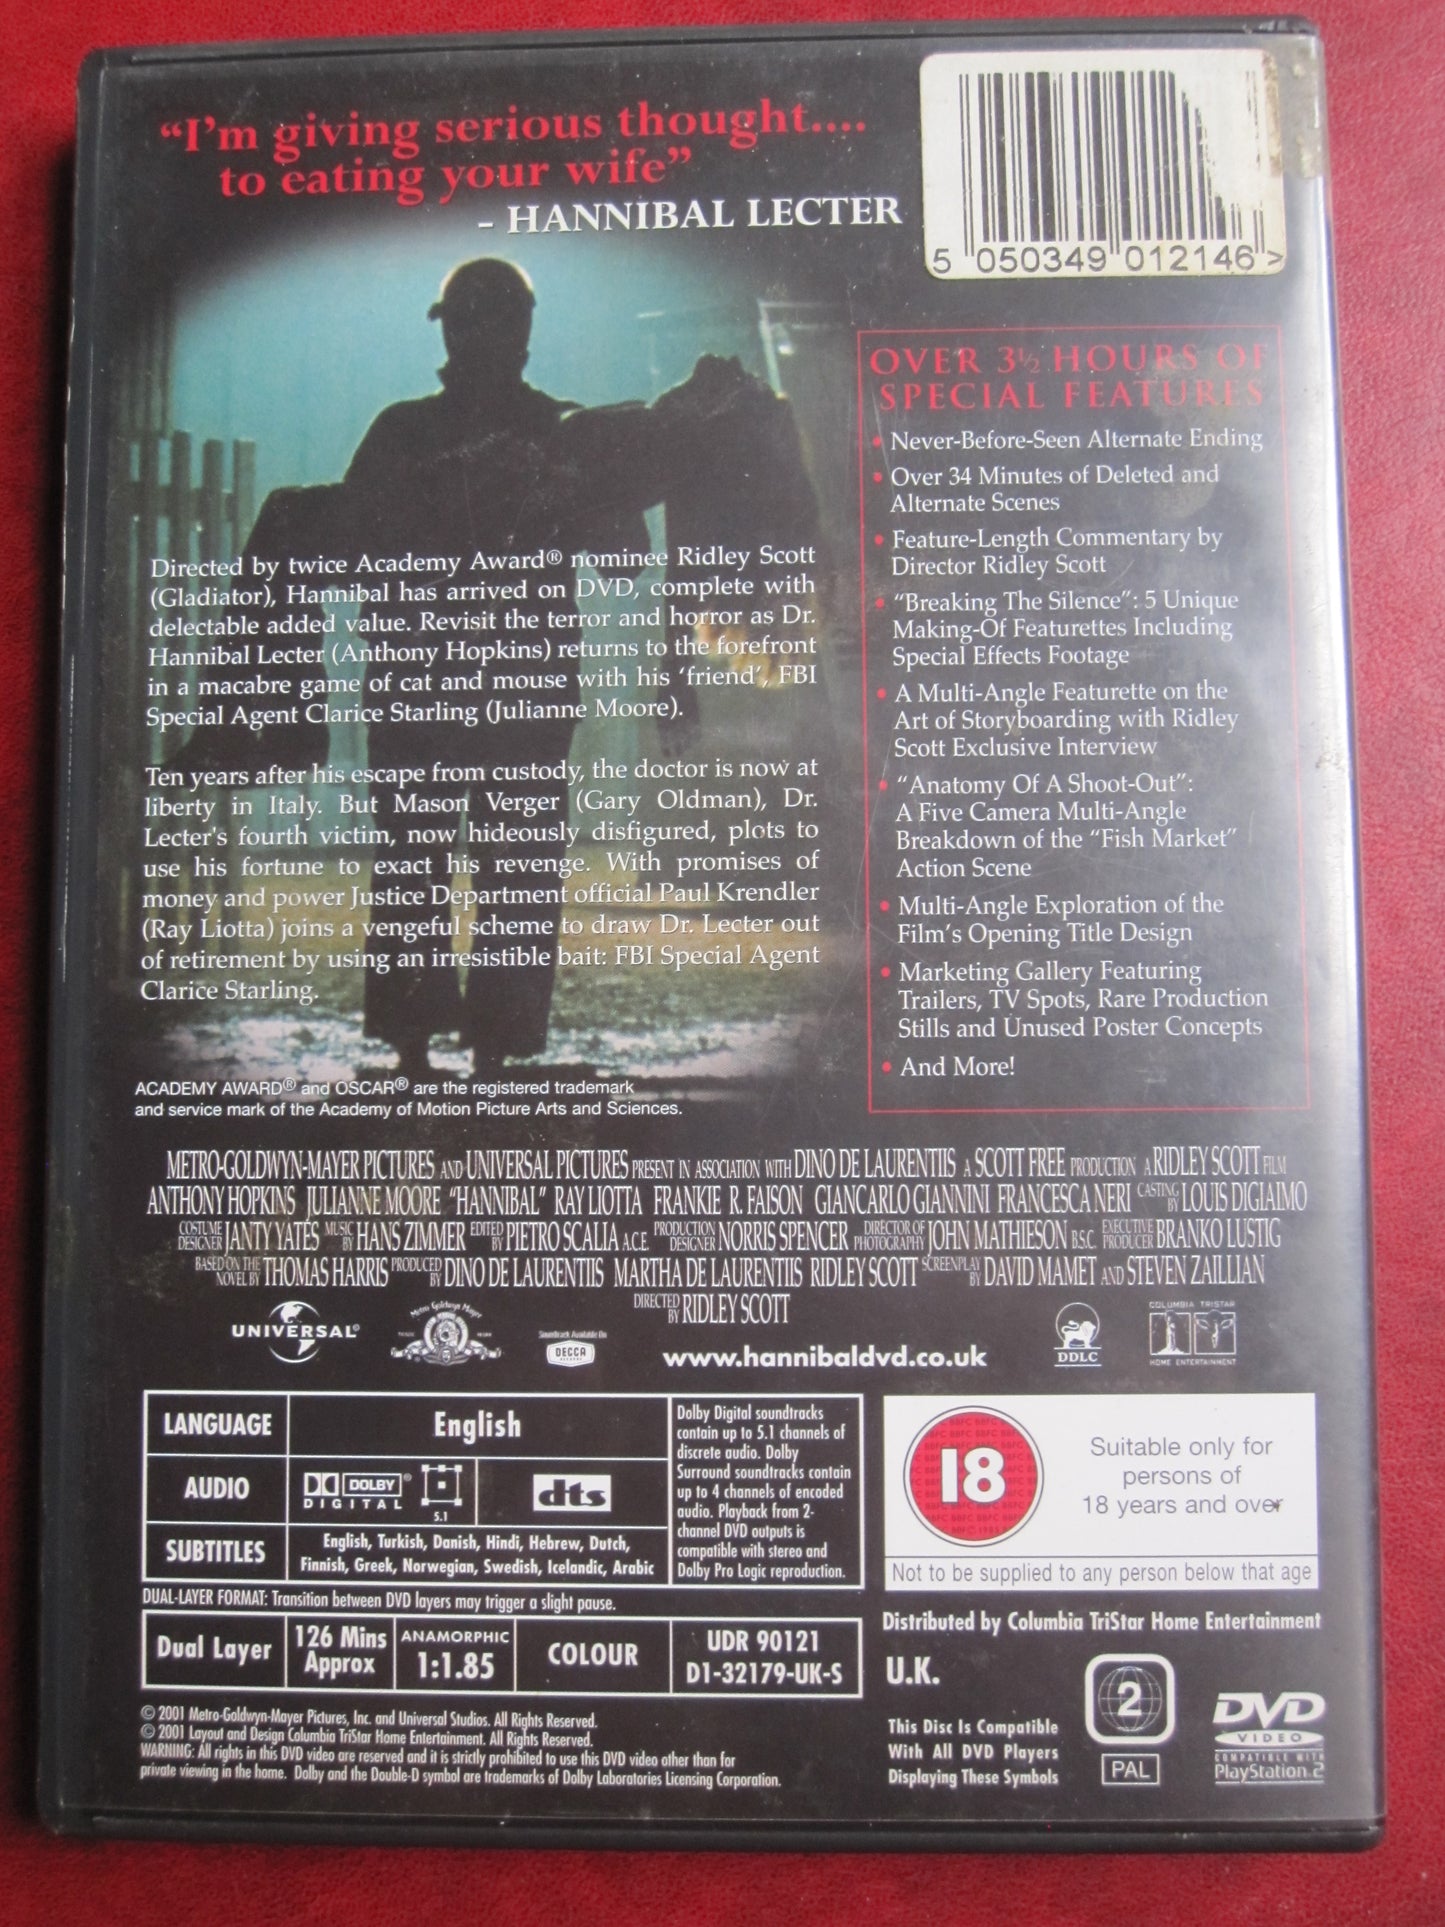 "I'm giving serious thought....
to eating your wife"
- HANNIBAL LECTER
5 050349 012146 >
OVER 3½ HOURS OF
SPECIAL FEATURES
• Never-Before-Seen Alternate Ending
• Over 34 Minutes of Deleted and
Alternate Scenes
• Feature-Length Commentary by
Director Ridley Scott
• "Breaking The Silence": 5 Unique
Making-Of Featurettes Including
Special Effects Footage
• A Multi-Angle Featurette on the
Art of Storyboarding with Ridley
Scott Exclusive Interview
• "Anatomy Of A Shoot-Out":
A Five Camera Multi-Angle
Breakdown of the "Fish Market"
Action Scene
• Multi-Angle Exploration of the
Film's Opening Title Design
• Marketing Gallery Featuring
Trailers, TV Spots, Rare Production
Stills and Unused Poster Concepts
• And More!
Directed by twice Academy Award® nominee Ridley Scott
(Gladiator), Hannibal has arrived on DVD, complete with
delectable added value. Revisit the terror and horror as Dr.
Hannibal Lecter (Anthony Hopkins) returns to the forefront
in a macabre game of cat and mouse with his 'friend', FBI
Special Agent Clarice Starling (Julianne Moore).
Ten years after his escape from custody, the doctor is now at
liberty in Italy. But Mason Verger (Gary Oldman), Dr.
Lecter's fourth victim, now hideously disfigured, plots to
use his fortune to exact his revenge. With promises of
money and power Justice Department official Paul Krendler
(Ray Liotta) joins a vengeful scheme to draw Dr. Lecter out
of retirement by using an irresistible bait: FBI Special Agent
Clarice Starling.
ACADEMY AWARD® and OSCAR® are the registered trademark
and service mark of the Academy of Motion Picture Arts and Sciences.
METRO-GOLDWYN-MAYER PICTURES AND UNIVERSAL PICTURES PRESENT IN ASSOCIATION WITH DINO DE LAURENTIIS A SCOTT FREE PRODUCTION A RIDLEY SCOTT FILM
ANTHONY HOPKINS JULIANNE MOORE "HANNIBAL" RAY LIOTTA FRANKIE R. FAISON GIANCARLO GIANNINI FRANCESCA NERI CASTING BY LOUIS DIGIAIMO
COSTUME DESIGNER JANTY YATES MUSIC BY HANS ZIMMER EDITED BY PIETRO SCALIA A.C.E. PRODUCTION DESIGNER NORRIS SPENCER DIRECTOR OF PHOTOGRAPHY JOHN MATHIESON B.S.C. EXECUTIVE PRODUCER BRANKO LUSTIG
BASED ON THE NOVEL BY THOMAS HARRIS PRODUCED BY DINO DE LAURENTIIS MARTHA DE LAURENTIIS RIDLEY SCOTT SCREENPLAY BY DAVID MAMET AND STEVEN ZAILLIAN
DIRECTED BY RIDLEY SCOTT
UNIVERSAL®
Metro Goldwyn Mayer
Soundtrack Available On
DECCA
RECORDS
www.hannibaldvd.co.uk
DDLC
COLUMBIA TRISTAR
HOME ENTERTAINMENT
LANGUAGE English
AUDIO DOLBY® DIGITAL 5.1 dts
SUBTITLES English, Turkish, Danish, Hindi, Hebrew, Dutch,
Finnish, Greek, Norwegian, Swedish, Icelandic, Arabic
Dolby Digital soundtracks
contain up to 5.1 channels of
discrete audio. Dolby
Surround soundtracks contain
up to 4 channels of encoded
audio. Playback from 2-
channel DVD outputs is
compatible with stereo and
Dolby Pro Logic reproduction.
DUAL-LAYER FORMAT: Transition between DVD layers may trigger a slight pause.
Dual Layer
126 Mins
Approx
ANAMORPHIC
1:1.85
COLOUR
UDR 90121
D1-32179-UK-S
18
Suitable only for
persons of
18 years and over
Not to be supplied to any person below that age
Distributed by Columbia TriStar Home Entertainment
U.K.
This Disc Is Compatible
With All DVD Players
Displaying These Symbols
2
PAL
DVD
VIDEO
COMPATIBLE WITH
PlayStation.2
© 2001 Metro-Goldwyn-Mayer Pictures, Inc. and Universal Studios. All Rights Reserved.
© 2001 Layout and Design Columbia TriStar Home Entertainment. All Rights Reserved.
WARNING: All rights in this DVD video are reserved and it is strictly prohibited to use this DVD video other than for
private viewing in the home. Dolby and the Double-D symbol are trademarks of Dolby Laboratories Licensing Corporation.